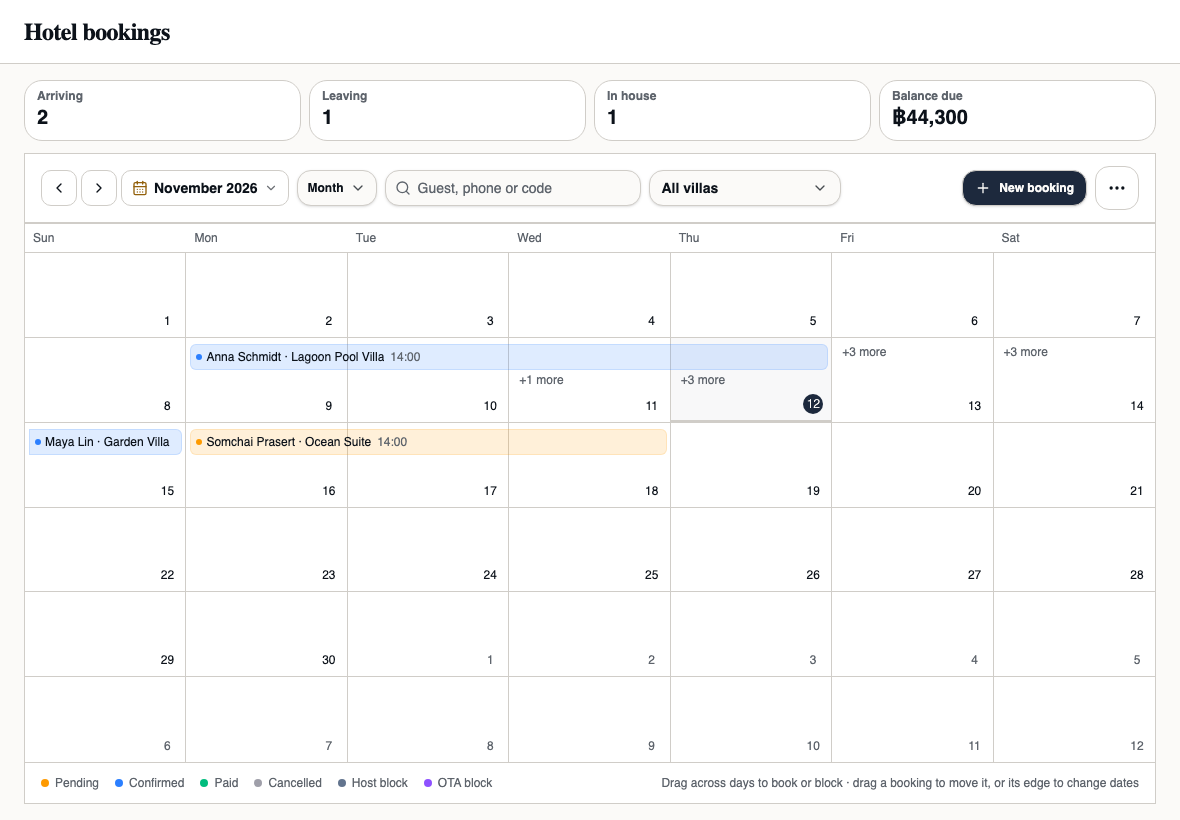 Hotel bookings
Arriving
2
Leaving
1
In house
1
Balance due
฿44,300
November 2026
Month
Guest, phone or code
All villas
New booking
Sun Mon Tue Wed Thu Fri Sat
1 2 3 4 5 6 7
Anna Schmidt · Lagoon Pool Villa 14:00
+3 more
+3 more
+1 more
+3 more
8 9 10 11 12 13 14
Maya Lin · Garden Villa
Somchai Prasert · Ocean Suite 14:00
15 16 17 18 19 20 21
22 23 24 25 26 27 28
29 30 1 2 3 4 5
6 7 8 9 10 11 12
Pending Confirmed Paid Cancelled Host block OTA block
Drag across days to book or block · drag a booking to move it, or its edge to change dates